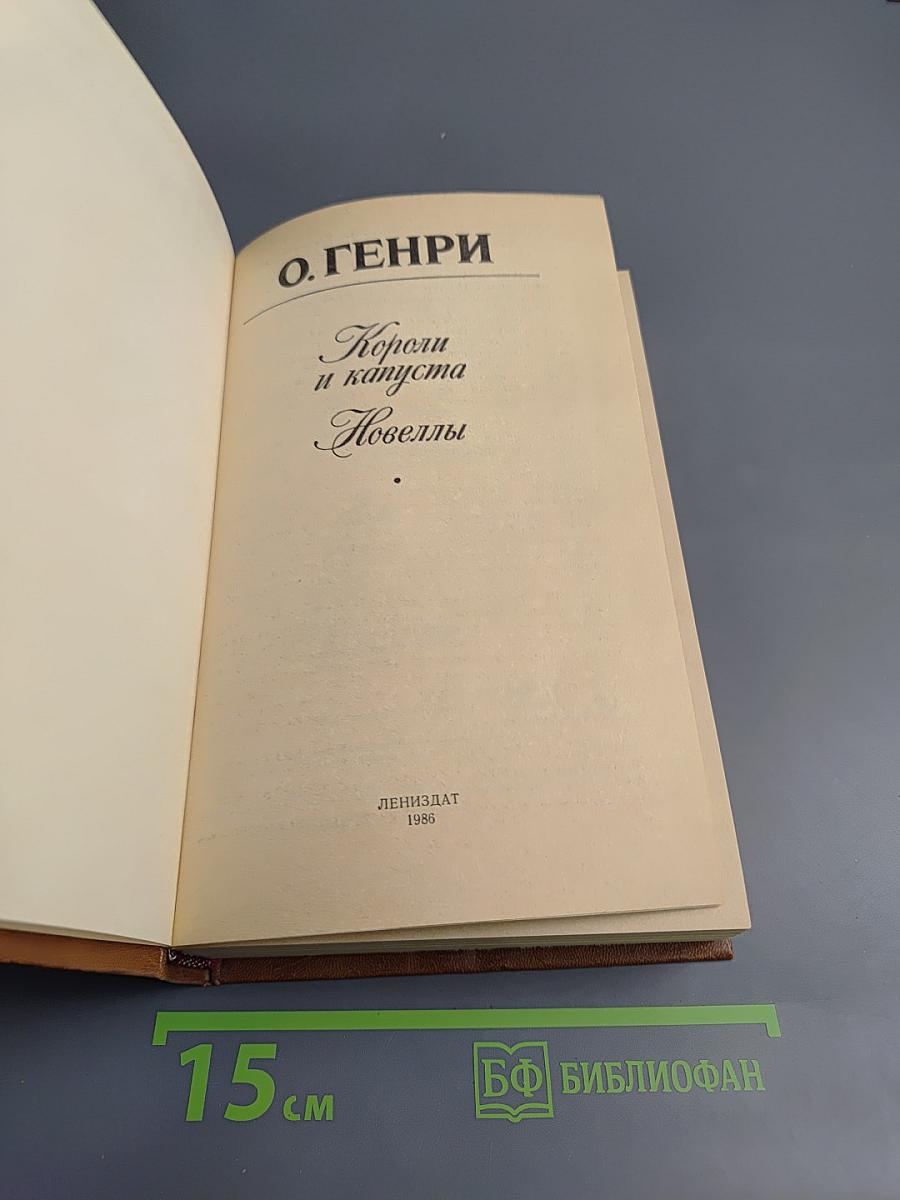 О. ГЕНРИ
Короли
и капуста
Новеллы
ЛЕНИЗДАТ
1986
15 см
БФ БИБЛИОФАН